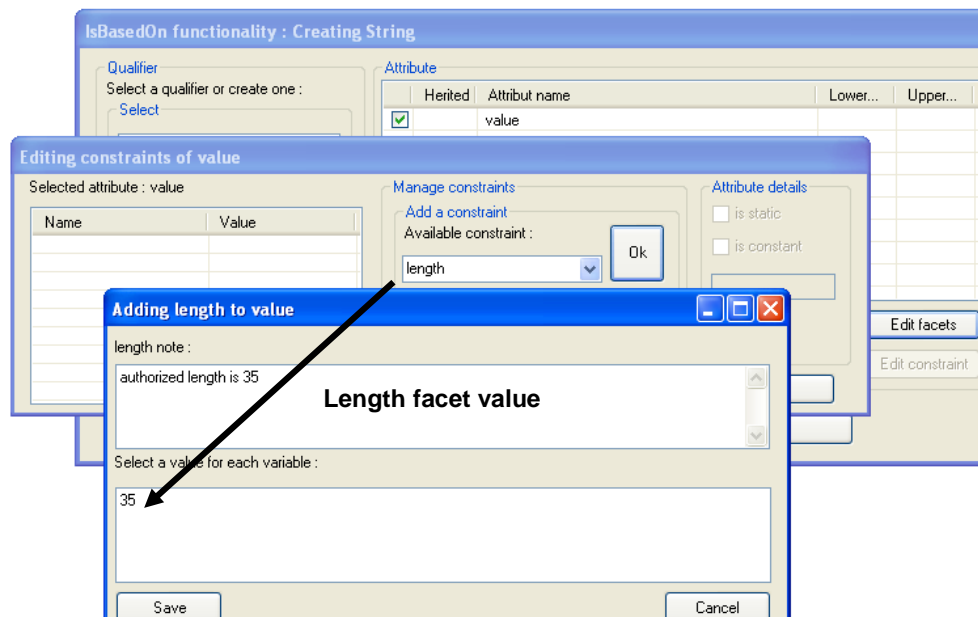 IsBasedOn functionality : Creating String
Qualifier
Select a qualifier or create one :
Select
Attribute
Herited Attribut name Lower... Upper...
value
Edit facets
Edit constraint
Editing constraints of value
Selected attribute : value
Name Value
Manage constraints
Add a constraint
Available constraint :
length
Ok
Attribute details
is static
is constant
Adding length to value
length note :
authorized length is 35
Length facet value
Select a value for each variable :
35
Save Cancel